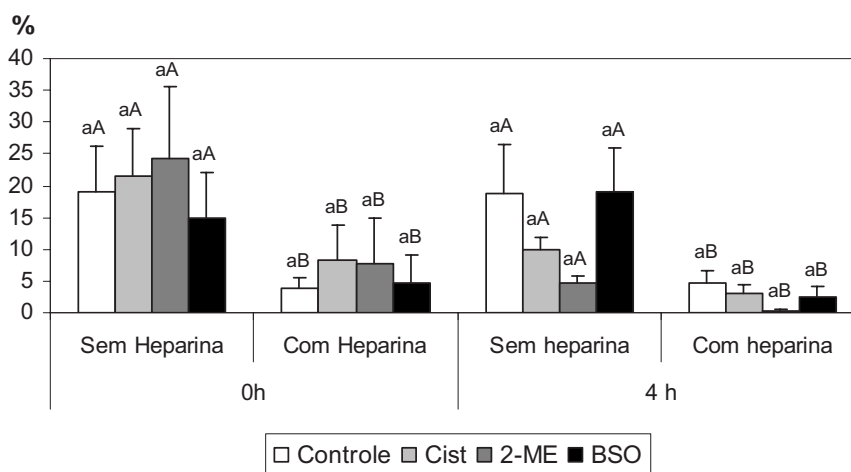 %
40
35
30
25
20
15
10
5
0
aA
aA
aA
aA
aB
aB
aB
aB
aA
aA
aA
aA
aB
aB
aB
aB
Sem Heparina Com Heparina Sem heparina Com heparina
0h 4 h
Controle Cist 2-ME BSO